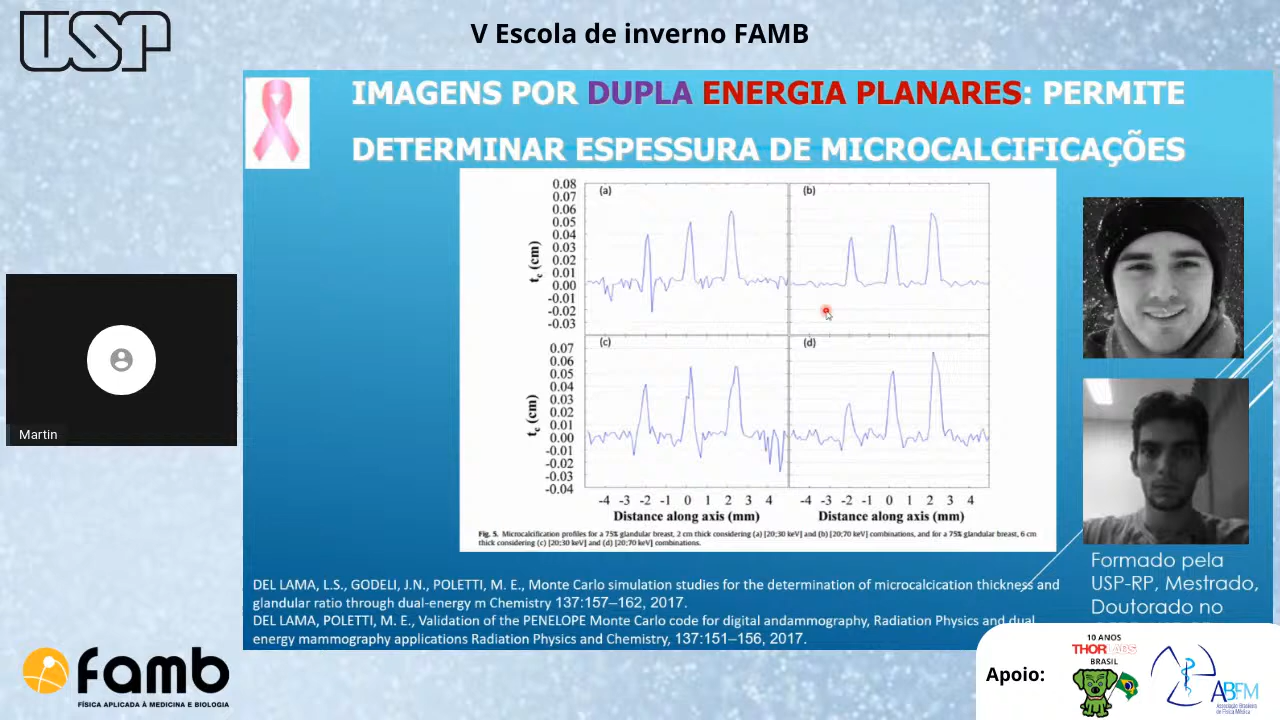 USP
V Escola de inverno FAMB
IMAGENS POR DUPLA ENERGIA PLANARES: PERMITE
DETERMINAR ESPESSURA DE MICROCALCIFICAÇÕES
(a)
(b)
0.08
0.07
0.06
0.05
0.04
0.03
0.02
0.01
0.00
-0.01
-0.02
-0.03
tc (cm)
(c)
(d)
0.07
0.06
0.05
0.04
0.03
0.02
0.01
0.00
-0.01
-0.02
-0.03
-0.04
tc (cm)
-4 -3 -2 -1 0 1 2 3 4 -4 -3 -2 -1 0 1 2 3 4
Distance along axis (mm) Distance along axis (mm)
Fig. 5. Microcalcification profiles for a 75% glandular breast, 2 cm thick considering (a) [20;30 keV] and (b) [20;70 keV] combinations, and for a 75% glandular breast, 6 cm
thick considering (c) [20;30 keV] and (d) [20;70 keV] combinations.
Martin
DEL LAMA, L.S., GODELI, J.N., POLETTI, M. E., Monte Carlo simulation studies for the determination of microcalcication thickness and
glandular ratio through dual-energy m Chemistry 137:157–162, 2017.
DEL LAMA, POLETTI, M. E., Validation of the PENELOPE Monte Carlo code for digital andammography, Radiation Physics and dual
energy mammography applications Radiation Physics and Chemistry, 137:151–156, 2017.
Formado pela
USP-RP, Mestrado,
Doutorado no
famb
FÍSICA APLICADA À MEDICINA E BIOLOGIA
Apoio:
10 ANOS
THORLABS
BRASIL
ABFM
Associação Brasileira
de Física Médica